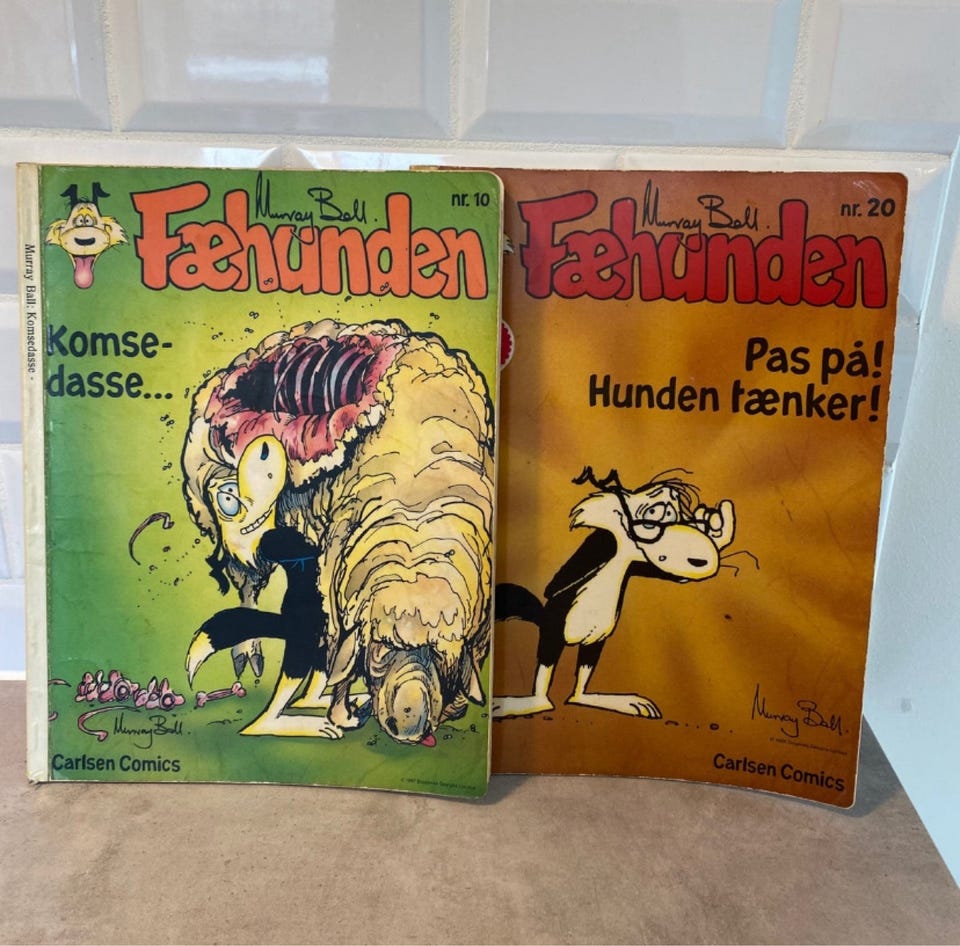 Murray Ball: Komsedasse -
Murray Ball.
nr. 10
Fæhunden
Komse-
dasse...
Murray Ball.
Carlsen Comics
Murray Ball.
nr. 20
Fæhunden
Pas på!
Hunden tænker!
Murray Ball.
Carlsen Comics